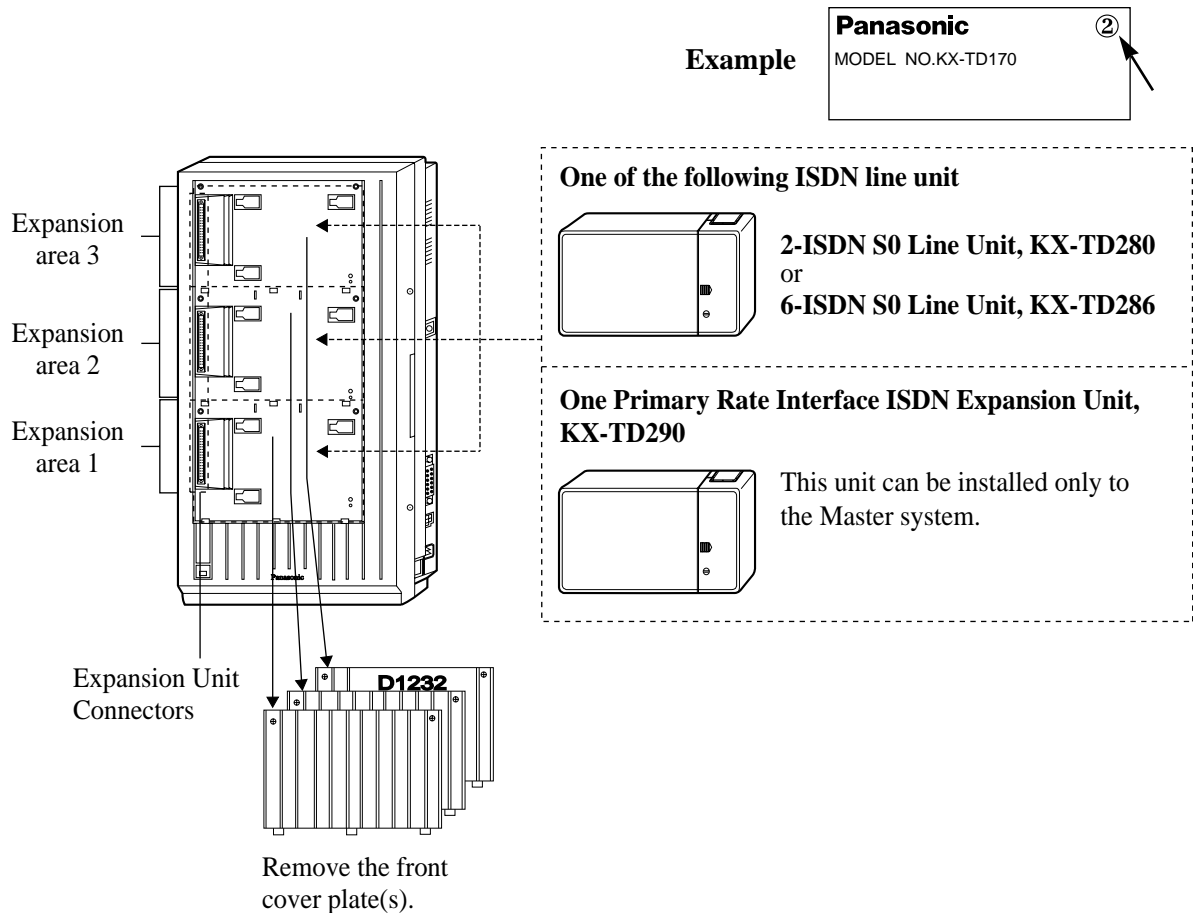 Example
Panasonic ②
MODEL NO.KX-TD170
Expansion
area 3
Expansion
area 2
Expansion
area 1
One of the following ISDN line unit
2-ISDN S0 Line Unit, KX-TD280
or
6-ISDN S0 Line Unit, KX-TD286
One Primary Rate Interface ISDN Expansion Unit,
KX-TD290
This unit can be installed only to
the Master system.
Panasonic
Expansion Unit
Connectors
D1232
Remove the front
cover plate(s).